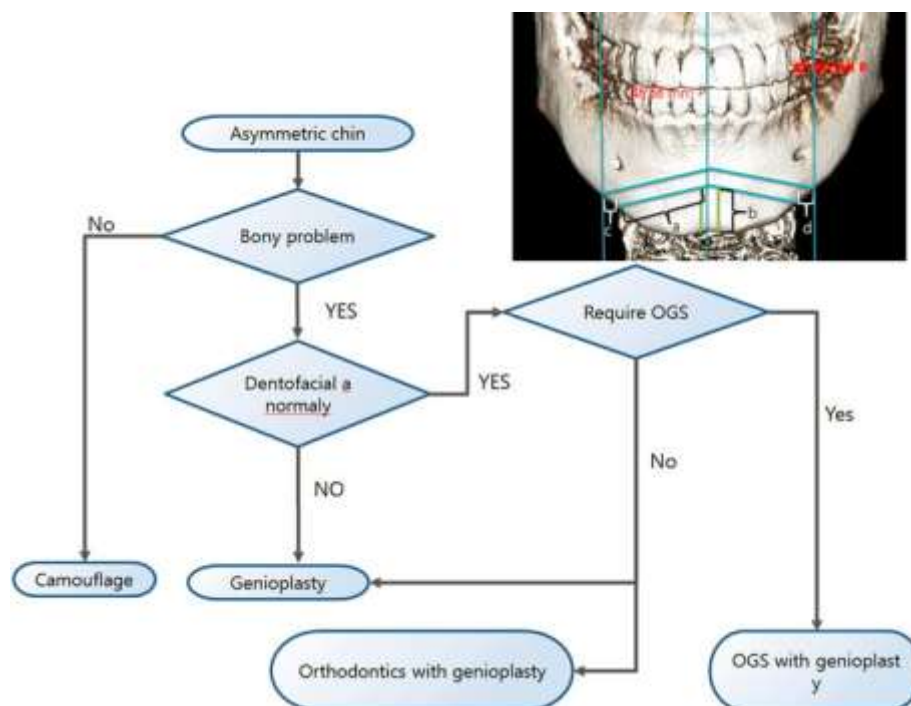 Asymmetric chin
No
Bony problem
a
b
c
d
YES
Require OGS
Dentofacial a
normaly
YES
Yes
No
NO
Camouflage
Genioplasty
Orthodontics with genioplasty
OGS with genioplast
y